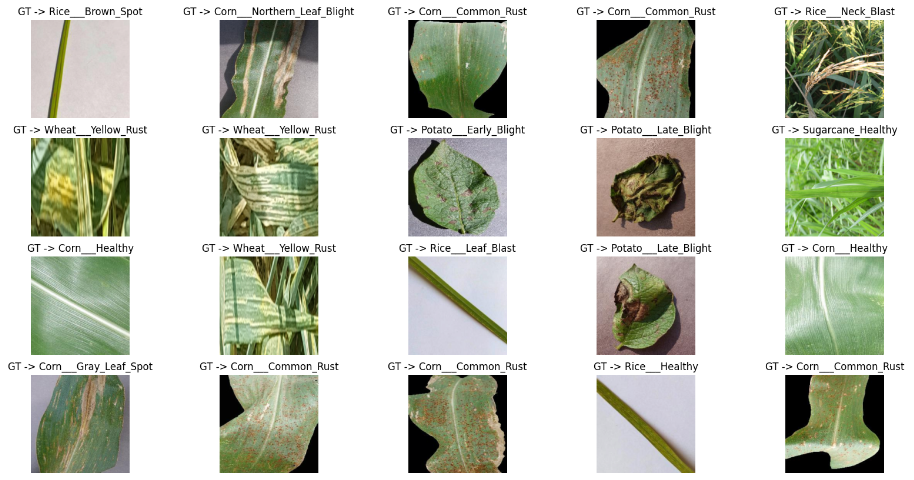 GT -> Rice___Brown_Spot
GT -> Corn___Northern_Leaf_Blight
GT -> Corn___Common_Rust
GT -> Corn___Common_Rust
GT -> Rice___Neck_Blast
GT -> Wheat___Yellow_Rust
GT -> Wheat___Yellow_Rust
GT -> Potato___Early_Blight
GT -> Potato___Late_Blight
GT -> Sugarcane_Healthy
GT -> Corn___Healthy
GT -> Wheat___Yellow_Rust
GT -> Rice___Leaf_Blast
GT -> Potato___Late_Blight
GT -> Corn___Healthy
GT -> Corn___Gray_Leaf_Spot
GT -> Corn___Common_Rust
GT -> Corn___Common_Rust
GT -> Rice___Healthy
GT -> Corn___Common_Rust